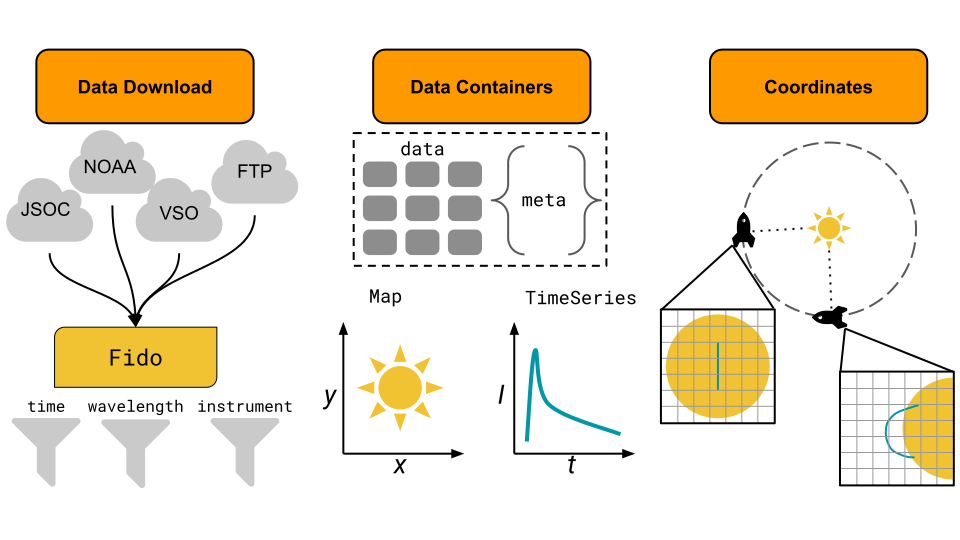 Data Download
Data Containers
Coordinates
JSOC
NOAA
VSO
FTP
Fido
time wavelength instrument
data
meta
Map
TimeSeries
y
x
I
t